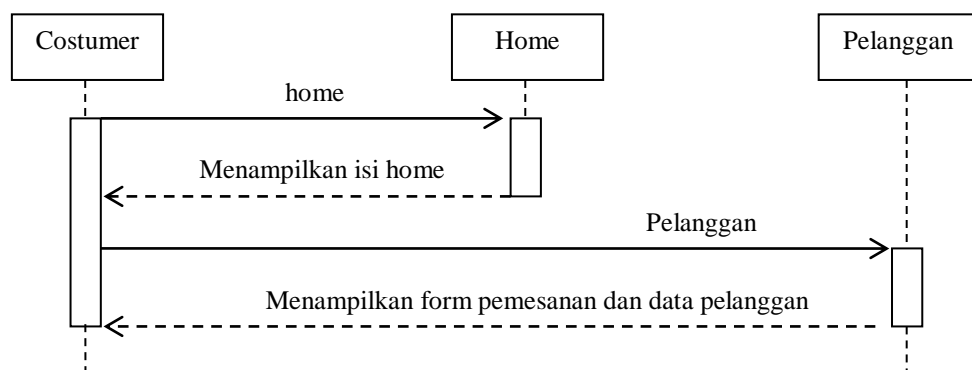 Costumer
Home
Pelanggan
home
Menampilkan isi home
Pelanggan
Menampilkan form pemesanan dan data pelanggan